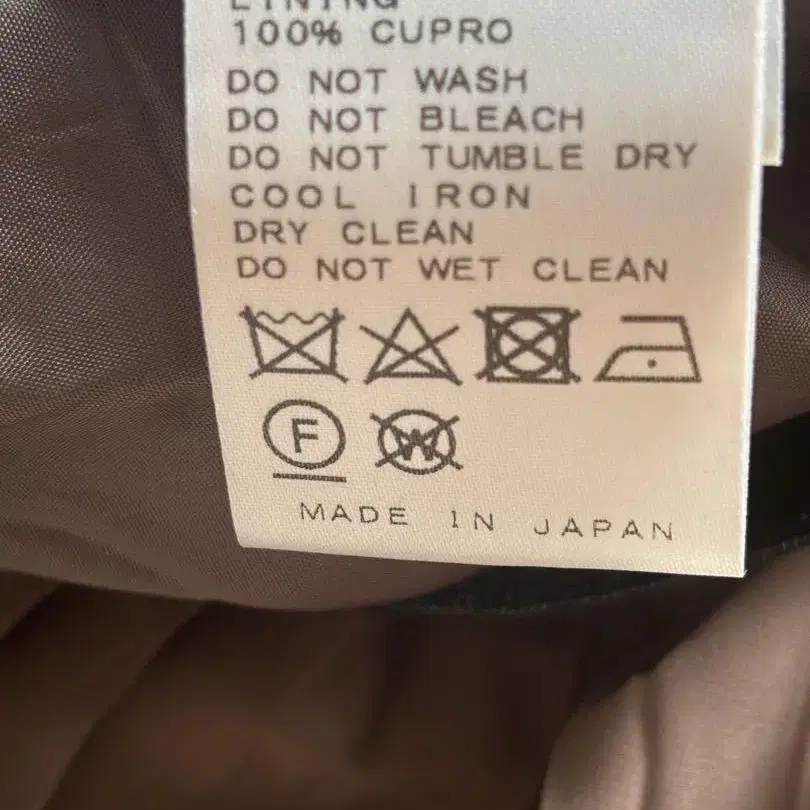 LINING
100% CUPRO
DO NOT WASH
DO NOT BLEACH
DO NOT TUMBLE DRY
COOL IRON
DRY CLEAN
DO NOT WET CLEAN
F W
MADE IN JAPAN